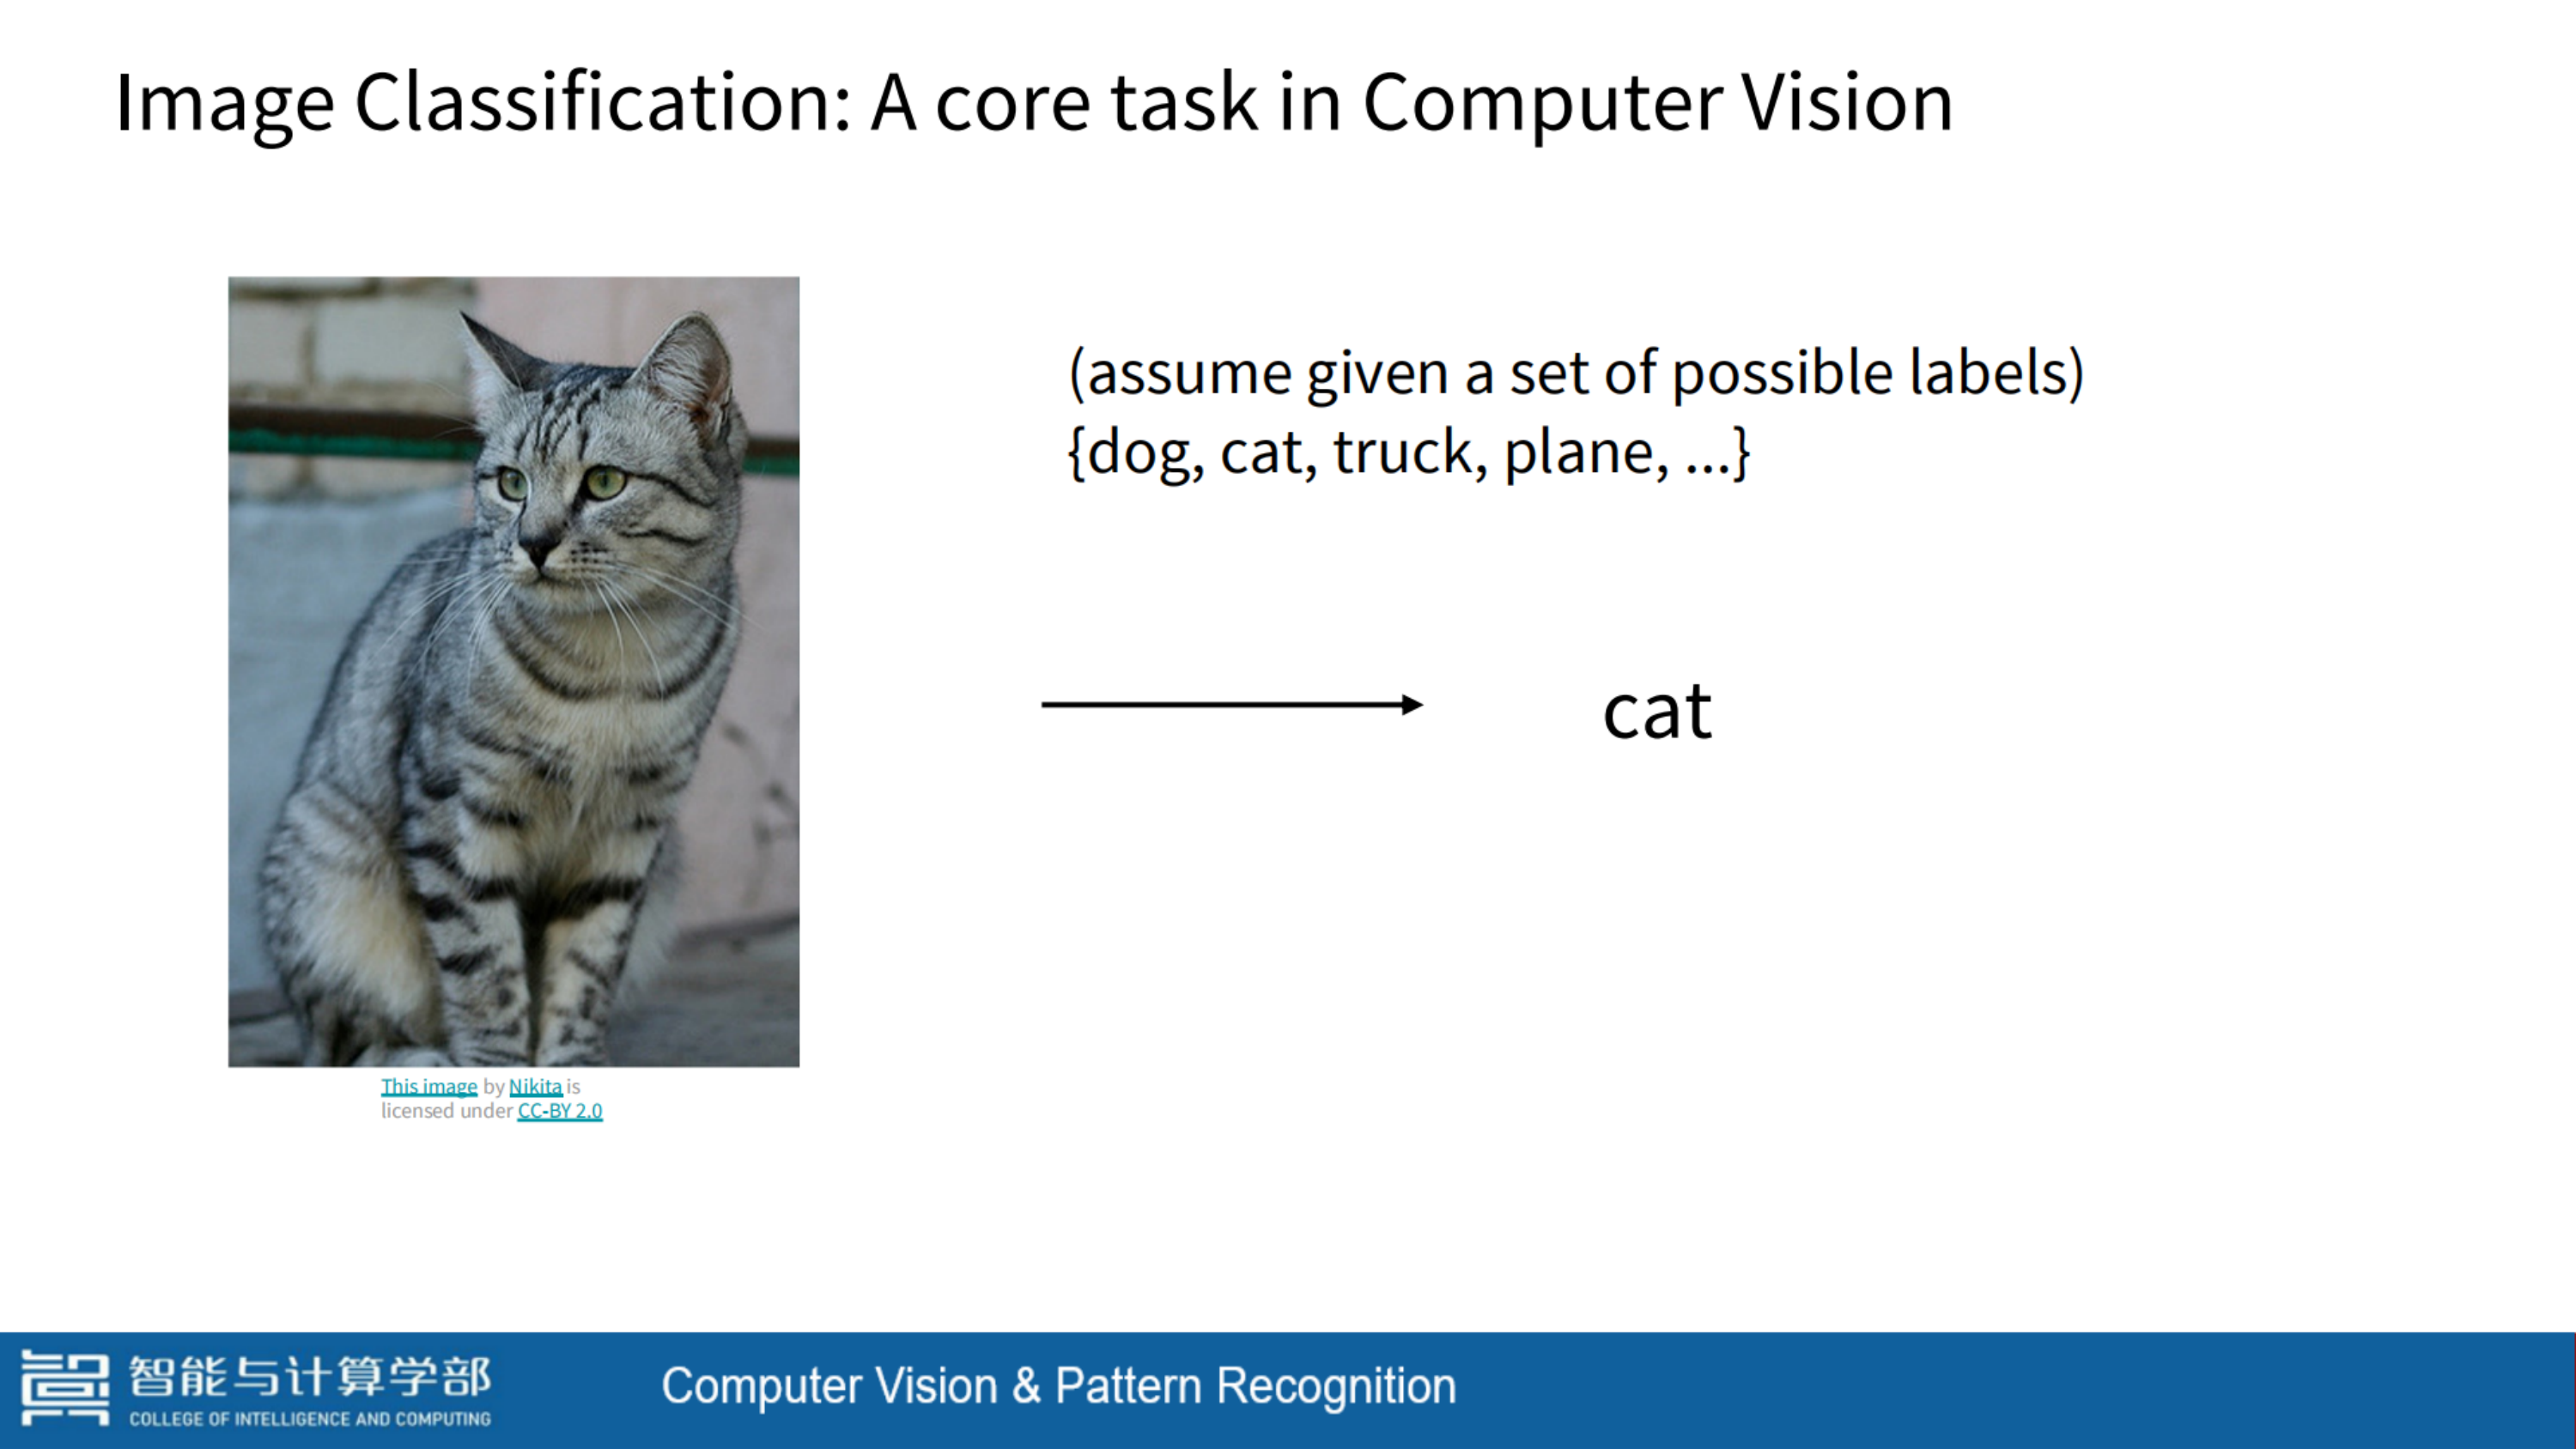 Image Classification: A core task in Computer Vision
(assume given a set of possible labels)
{dog, cat, truck, plane, ...}
cat
This image by Nikita is
licensed under CC-BY 2.0
智能与计算学部
COLLEGE OF INTELLIGENCE AND COMPUTING
Computer Vision & Pattern Recognition